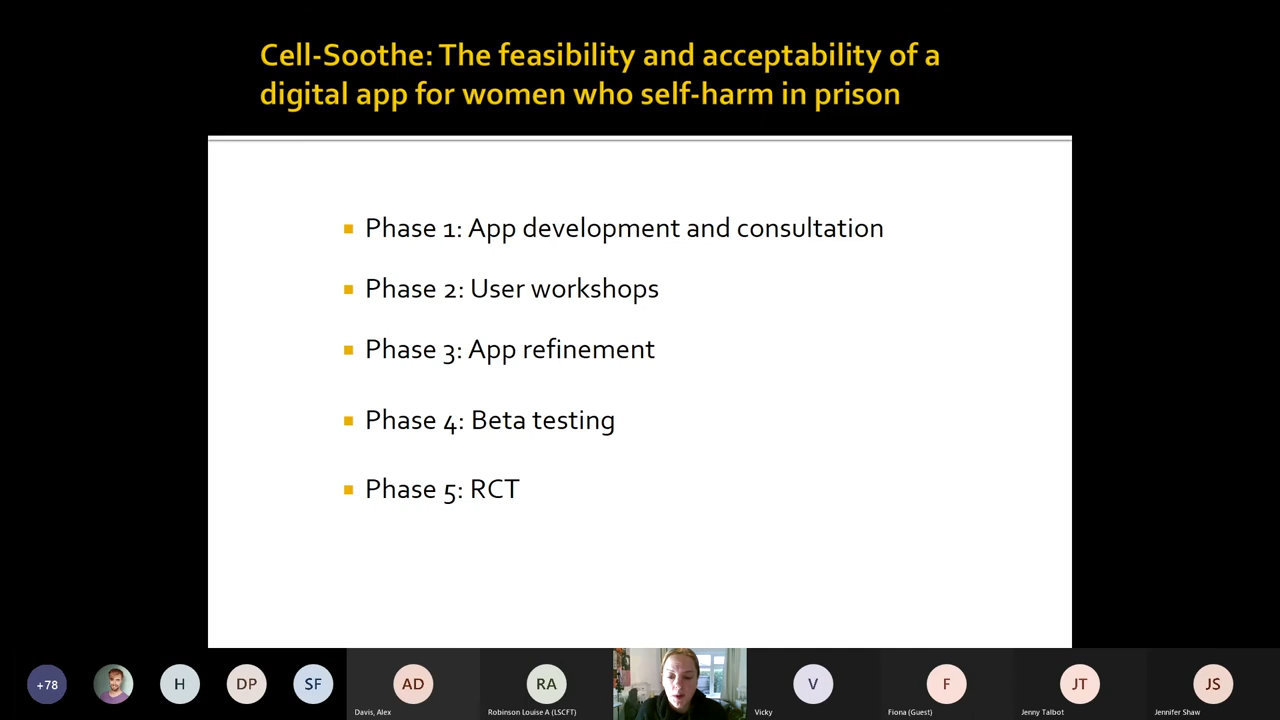 Cell-Soothe: The feasibility and acceptability of a
digital app for women who self-harm in prison
Phase 1: App development and consultation
Phase 2: User workshops
Phase 3: App refinement
Phase 4: Beta testing
Phase 5: RCT
+78
H
DP
SF
AD
RA
V
F
JT
JS
Davis, Alex
Robinson Louise A (LSCFT)
Vicky
Fiona (Guest)
Jenny Talbot
Jennifer Shaw